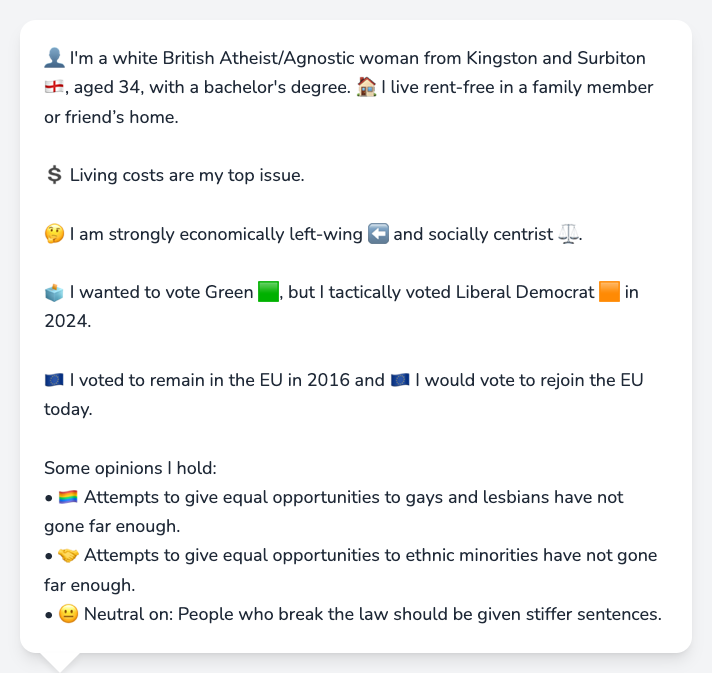 👤 I'm a white British Atheist/Agnostic woman from Kingston and Surbiton
🏴󠁧󠁢󠁥󠁮󠁧󠁿, aged 34, with a bachelor's degree. 🏠 I live rent-free in a family member
or friend’s home.
💲 Living costs are my top issue.
🤔 I am strongly economically left-wing ⬅️ and socially centrist ⚖️.
🗳️ I wanted to vote Green 🟩, but I tactically voted Liberal Democrat 🟧 in
2024.
🇪🇺 I voted to remain in the EU in 2016 and 🇪🇺 I would vote to rejoin the EU
today.
Some opinions I hold:
• 🏳️‍🌈 Attempts to give equal opportunities to gays and lesbians have not
gone far enough.
• 🤝 Attempts to give equal opportunities to ethnic minorities have not gone
far enough.
• 😐 Neutral on: People who break the law should be given stiffer sentences.